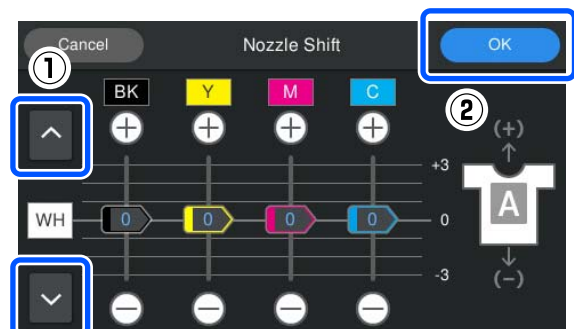 Cancel Nozzle Shift OK
① ②
BK Y M C
(+)
+3
WH 0 0 0 0 0 A
-3
(−)